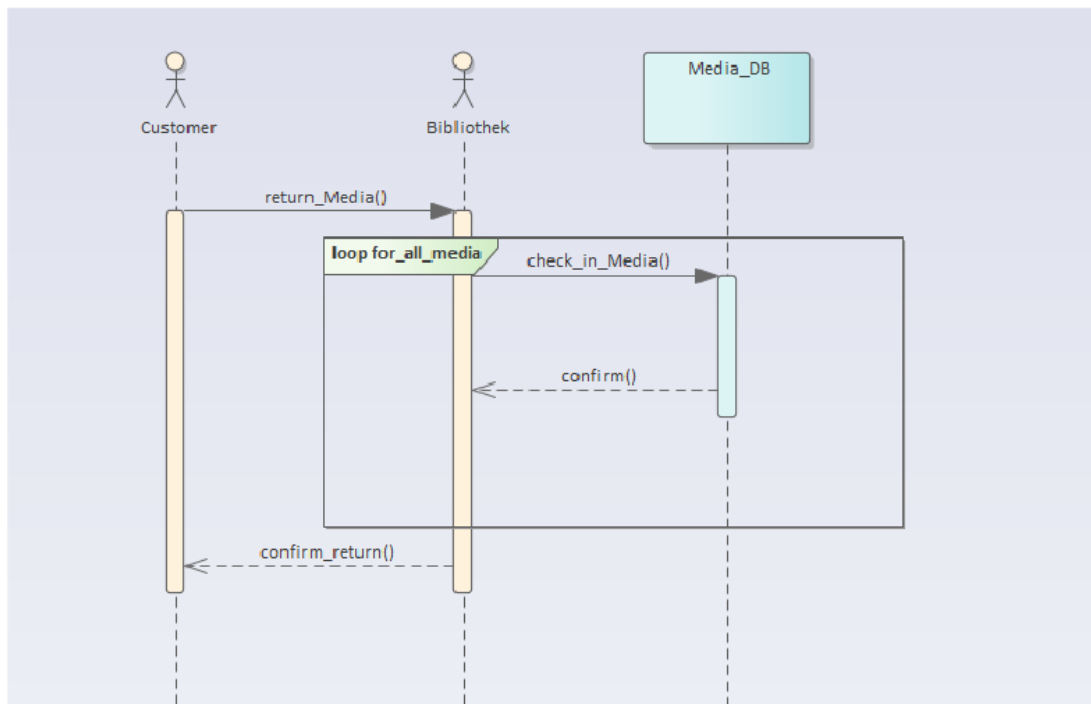 Customer
Bibliothek
Media_DB
return_Media()
loop for_all_media
check_in_Media()
confirm()
confirm_return()